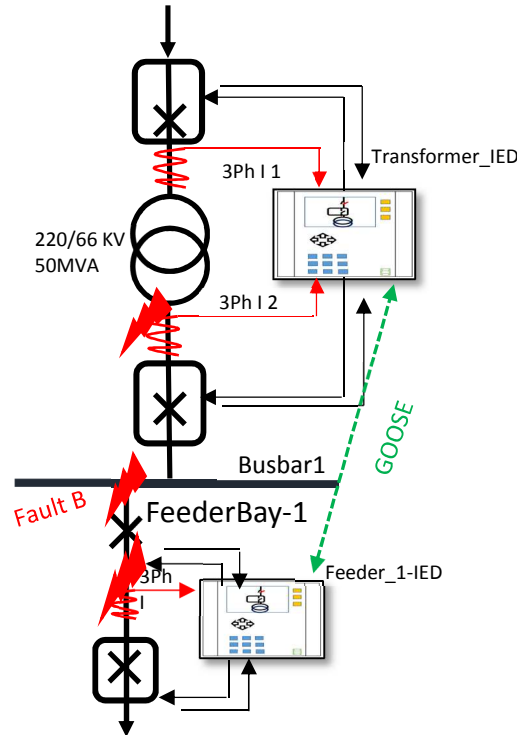 Transformer_IED
3Ph I 1
220/66 KV
50MVA
3Ph I 2
GOOSE
Busbar1
Fault B
FeederBay-1
Feeder_1-IED
3Ph
I